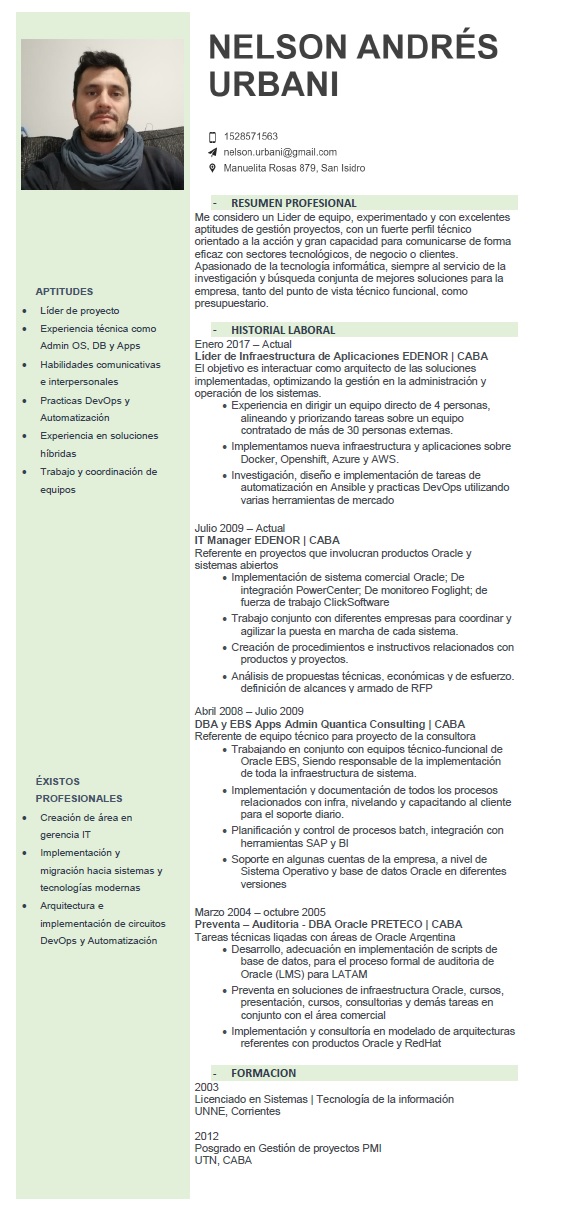 NELSON ANDRÉS
URBANI
1528571563
nelson.urbani@gmail.com
Manuelita Rosas 879, San Isidro
APTITUDES
• Líder de proyecto
• Experiencia técnica como
Admin OS, DB y Apps
• Habilidades comunicativas
e interpersonales
• Practicas DevOps y
Automatización
• Experiencia en soluciones
híbridas
• Trabajo y coordinación de
equipos
ÉXISTOS
PROFESIONALES
• Creación de área en
gerencia IT
• Implementación y
migración hacia sistemas y
tecnologías modernas
• Arquitectura e
implementación de circuitos
DevOps y Automatización
- RESUMEN PROFESIONAL
Me considero un Lider de equipo, experimentado y con excelentes
aptitudes de gestión proyectos, con un fuerte perfil técnico
orientado a la acción y gran capacidad para comunicarse de forma
eficaz con sectores tecnológicos, de negocio o clientes.
Apasionado de la tecnología informática, siempre al servicio de la
investigación y búsqueda conjunta de mejores soluciones para la
empresa, tanto del punto de vista técnico funcional, como
presupuestario.
- HISTORIAL LABORAL
Enero 2017 – Actual
Líder de Infraestructura de Aplicaciones EDENOR | CABA
El objetivo es interactuar como arquitecto de las soluciones
implementadas, optimizando la gestión en la administración y
operación de los sistemas.
• Experiencia en dirigir un equipo directo de 4 personas,
alineando y priorizando tareas sobre un equipo
contratado de más de 30 personas externas.
• Implementamos nueva infraestructura y aplicaciones sobre
Docker, Openshift, Azure y AWS.
• Investigación, diseño e implementación de tareas de
automatización en Ansible y practicas DevOps utilizando
varias herramientas de mercado
Julio 2009 – Actual
IT Manager EDENOR | CABA
Referente en proyectos que involucran productos Oracle y
sistemas abiertos
• Implementación de sistema comercial Oracle; De
integración PowerCenter; De monitoreo Foglight; de
fuerza de trabajo ClickSoftware
• Trabajo conjunto con diferentes empresas para coordinar y
agilizar la puesta en marcha de cada sistema.
• Creación de procedimientos e instructivos relacionados con
productos y proyectos.
• Análisis de propuestas técnicas, económicas y de esfuerzo.
definición de alcances y armado de RFP
Abril 2008 – Julio 2009
DBA y EBS Apps Admin Quantica Consulting | CABA
Referente de equipo técnico para proyecto de la consultora
• Trabajando en conjunto con equipos técnico-funcional de
Oracle EBS, Siendo responsable de la implementación
de toda la infraestructura de sistema.
• Implementación y documentación de todos los procesos
relacionados con infra, nivelando y capacitando al cliente
para el soporte diario.
• Planificación y control de procesos batch, integración con
herramientas SAP y BI
• Soporte en algunas cuentas de la empresa, a nivel de
Sistema Operativo y base de datos Oracle en diferentes
versiones
Marzo 2004 – octubre 2005
Preventa – Auditoria - DBA Oracle PRETECO | CABA
Tareas técnicas ligadas con áreas de Oracle Argentina
• Desarrollo, adecuación en implementación de scripts de
base de datos, para el proceso formal de auditoria de
Oracle (LMS) para LATAM
• Preventa en soluciones de infraestructura Oracle, cursos,
presentación, cursos, consultorias y demás tareas en
conjunto con el área comercial
• Implementación y consultoría en modelado de arquitecturas
referentes con productos Oracle y RedHat
- FORMACION
2003
Licenciado en Sistemas | Tecnología de la información
UNNE, Corrientes
2012
Posgrado en Gestión de proyectos PMI
UTN, CABA